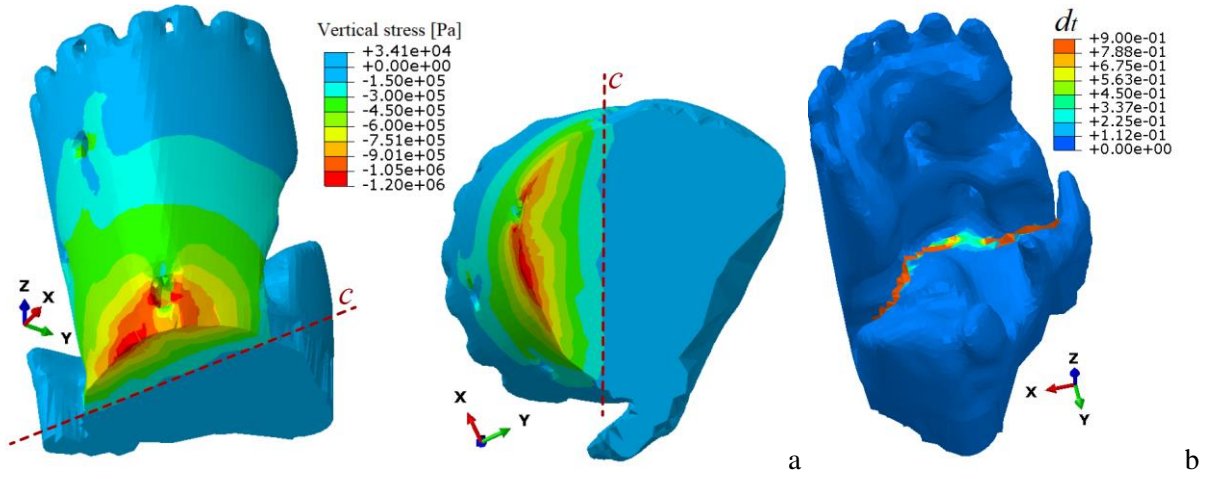 Vertical stress [Pa]
+3.41e+04
+0.00e+00
-1.50e+05
-3.00e+05
-4.50e+05
-6.00e+05
-7.51e+05
-9.01e+05
-1.05e+06
-1.20e+06
Z
X
Y
C
C
X
Y
a
dt
+9.00e-01
+7.88e-01
+6.75e-01
+5.63e-01
+4.50e-01
+3.37e-01
+2.25e-01
+1.12e-01
+0.00e+00
Z
X
Y
b